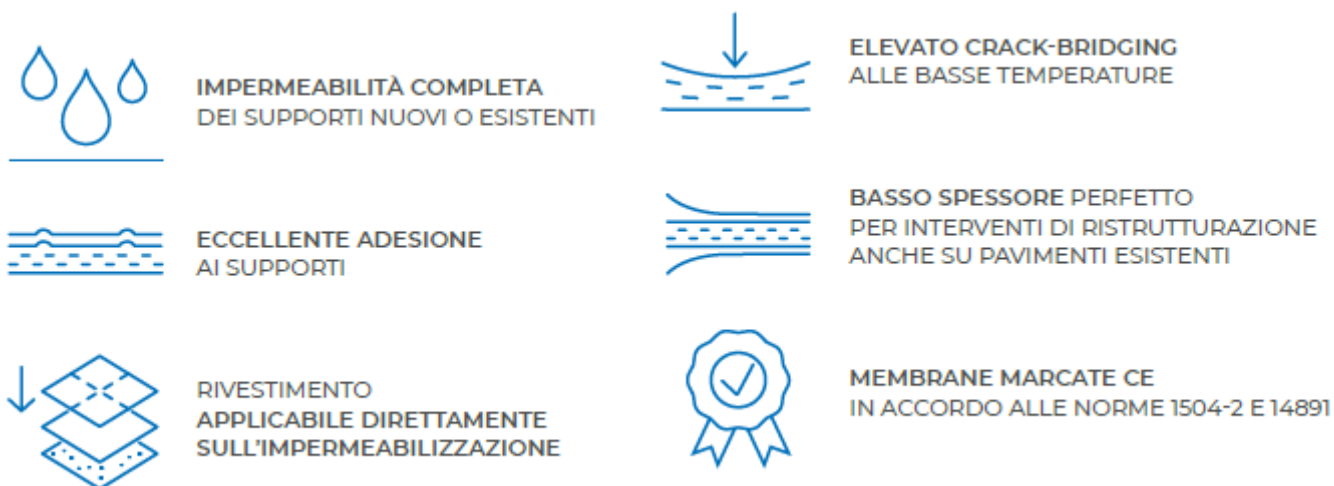 IMPERMEABILITÀ COMPLETA
DEI SUPPORTI NUOVI O ESISTENTI
ECCELLENTE ADESIONE
AI SUPPORTI
RIVESTIMENTO
APPLICABILE DIRETTAMENTE
SULL'IMPERMEABILIZZAZIONE
ELEVATO CRACK-BRIDGING
ALLE BASSE TEMPERATURE
BASSO SPESSORE PERFETTO
PER INTERVENTI DI RISTRUTTURAZIONE
ANCHE SU PAVIMENTI ESISTENTI
MEMBRANE MARCATE CE
IN ACCORDO ALLE NORME 1504-2 E 14891